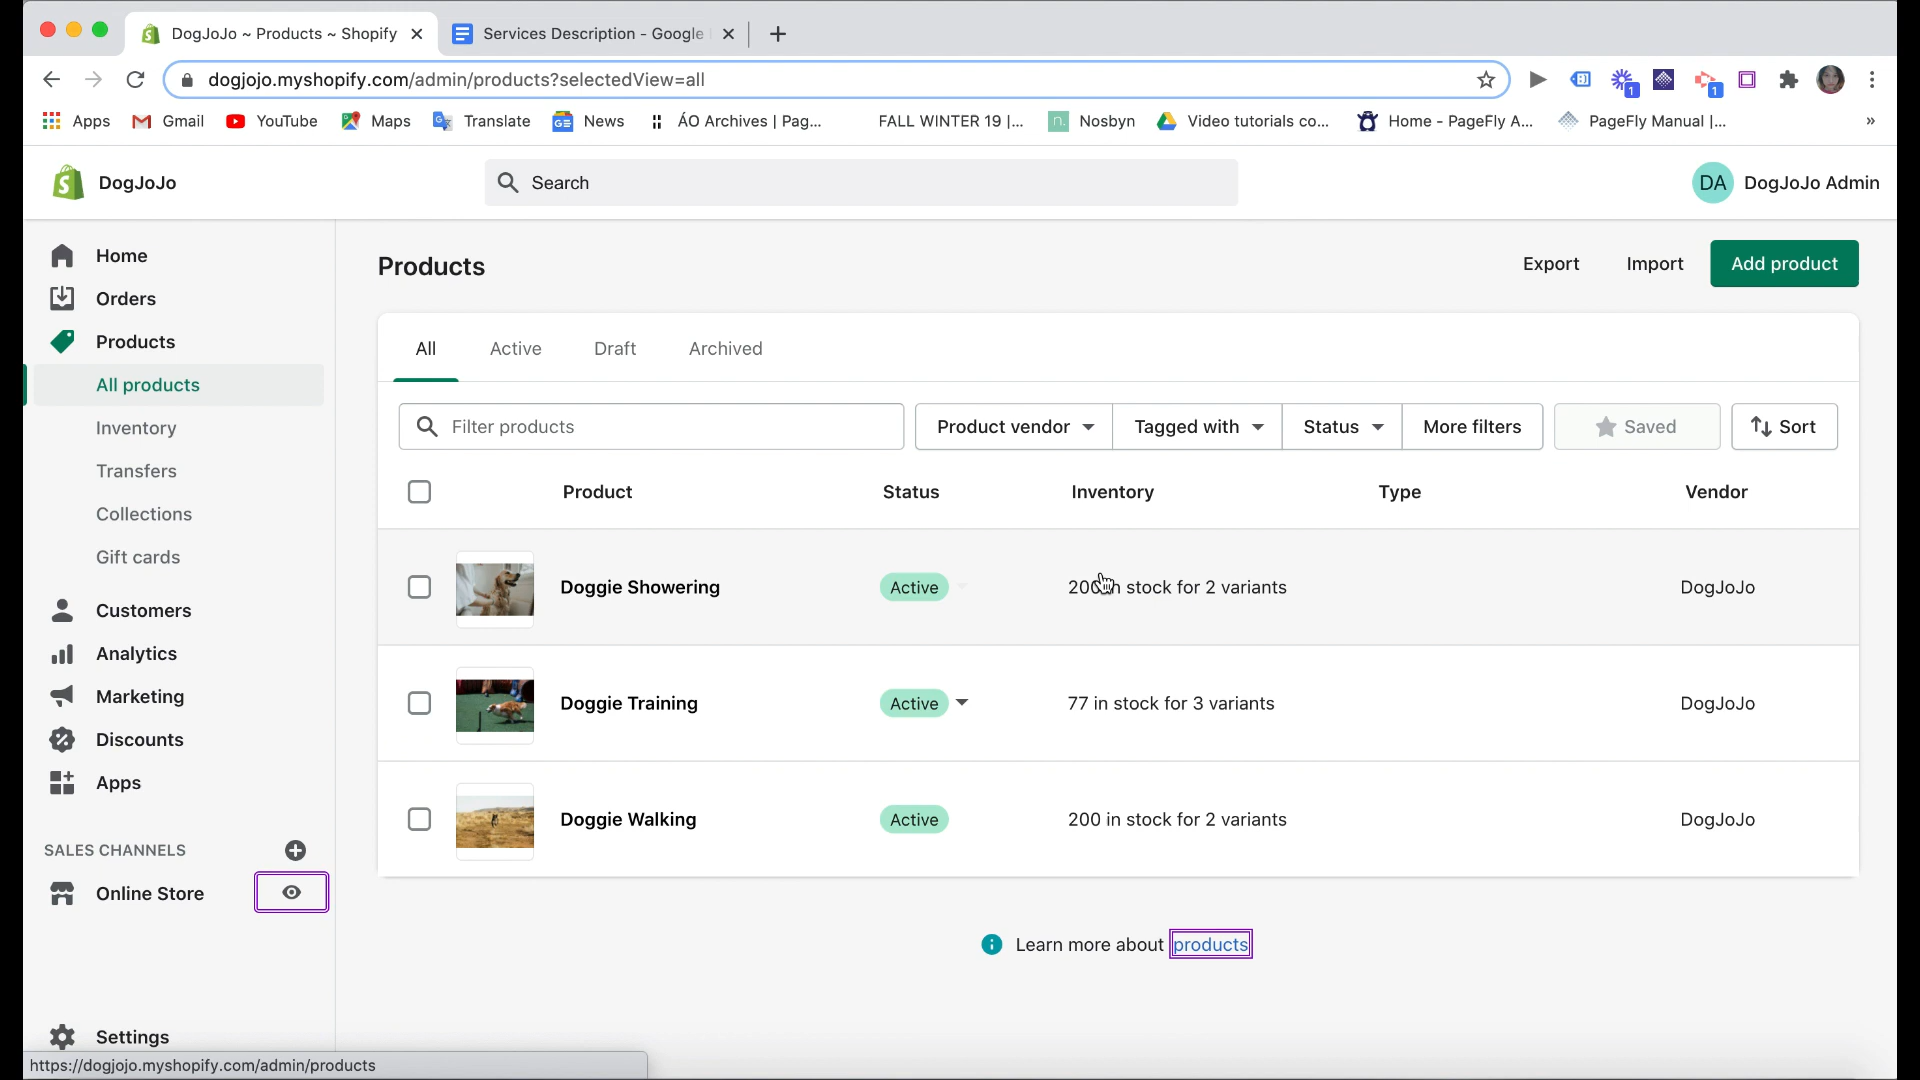 DogJoJo ~ Products ~ Shopify
Services Description - Google
dogjojo.myshopify.com/admin/products?selectedView=all
1
1
Apps
Gmail
YouTube
Maps
Translate
News
ÁO Archives | Pag...
FALL WINTER 19 |...
n.
Nosbyn
Video tutorials co...
Home - PageFly A...
PageFly Manual |...
»
DogJoJo
Search
DA
DogJoJo Admin
Home
Orders
Products
All products
Inventory
Transfers
Collections
Gift cards
Customers
Analytics
Marketing
Discounts
Apps
SALES CHANNELS
Online Store
Settings
https://dogjojo.myshopify.com/admin/products
Products
Export
Import
Add product
All
Active
Draft
Archived
Filter products
Product vendor
Tagged with
Status
More filters
Saved
Sort
Product
Status
Inventory
Type
Vendor
Doggie Showering
Active
200 in stock for 2 variants
DogJoJo
Doggie Training
Active
77 in stock for 3 variants
DogJoJo
Doggie Walking
Active
200 in stock for 2 variants
DogJoJo
Learn more about products